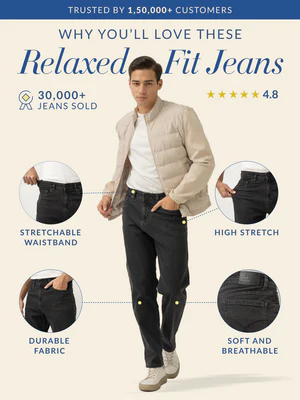 TRUSTED BY 1,50,000+ CUSTOMERS
WHY YOU'LL LOVE THESE
Relaxed Fit Jeans
30,000+
JEANS SOLD
4.8
STRETCHABLE
WAISTBAND
HIGH STRETCH
DURABLE
FABRIC
SOFT AND
BREATHABLE